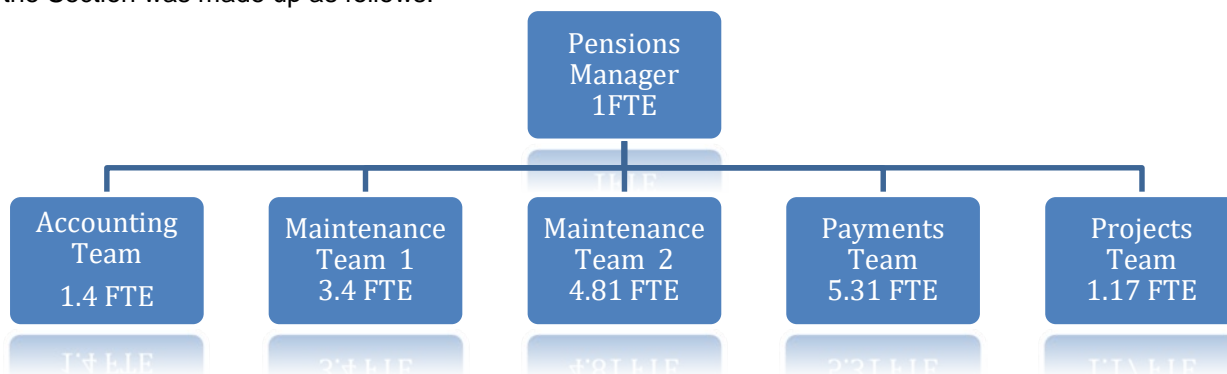 the Section was made up as follows:
Pensions
Manager
1FTE
Accounting
Team
1.4 FTE
Maintenance
Team 1
3.4 FTE
Maintenance
Team 2
4.81 FTE
Payments
Team
5.31 FTE
Projects
Team
1.17 FTE